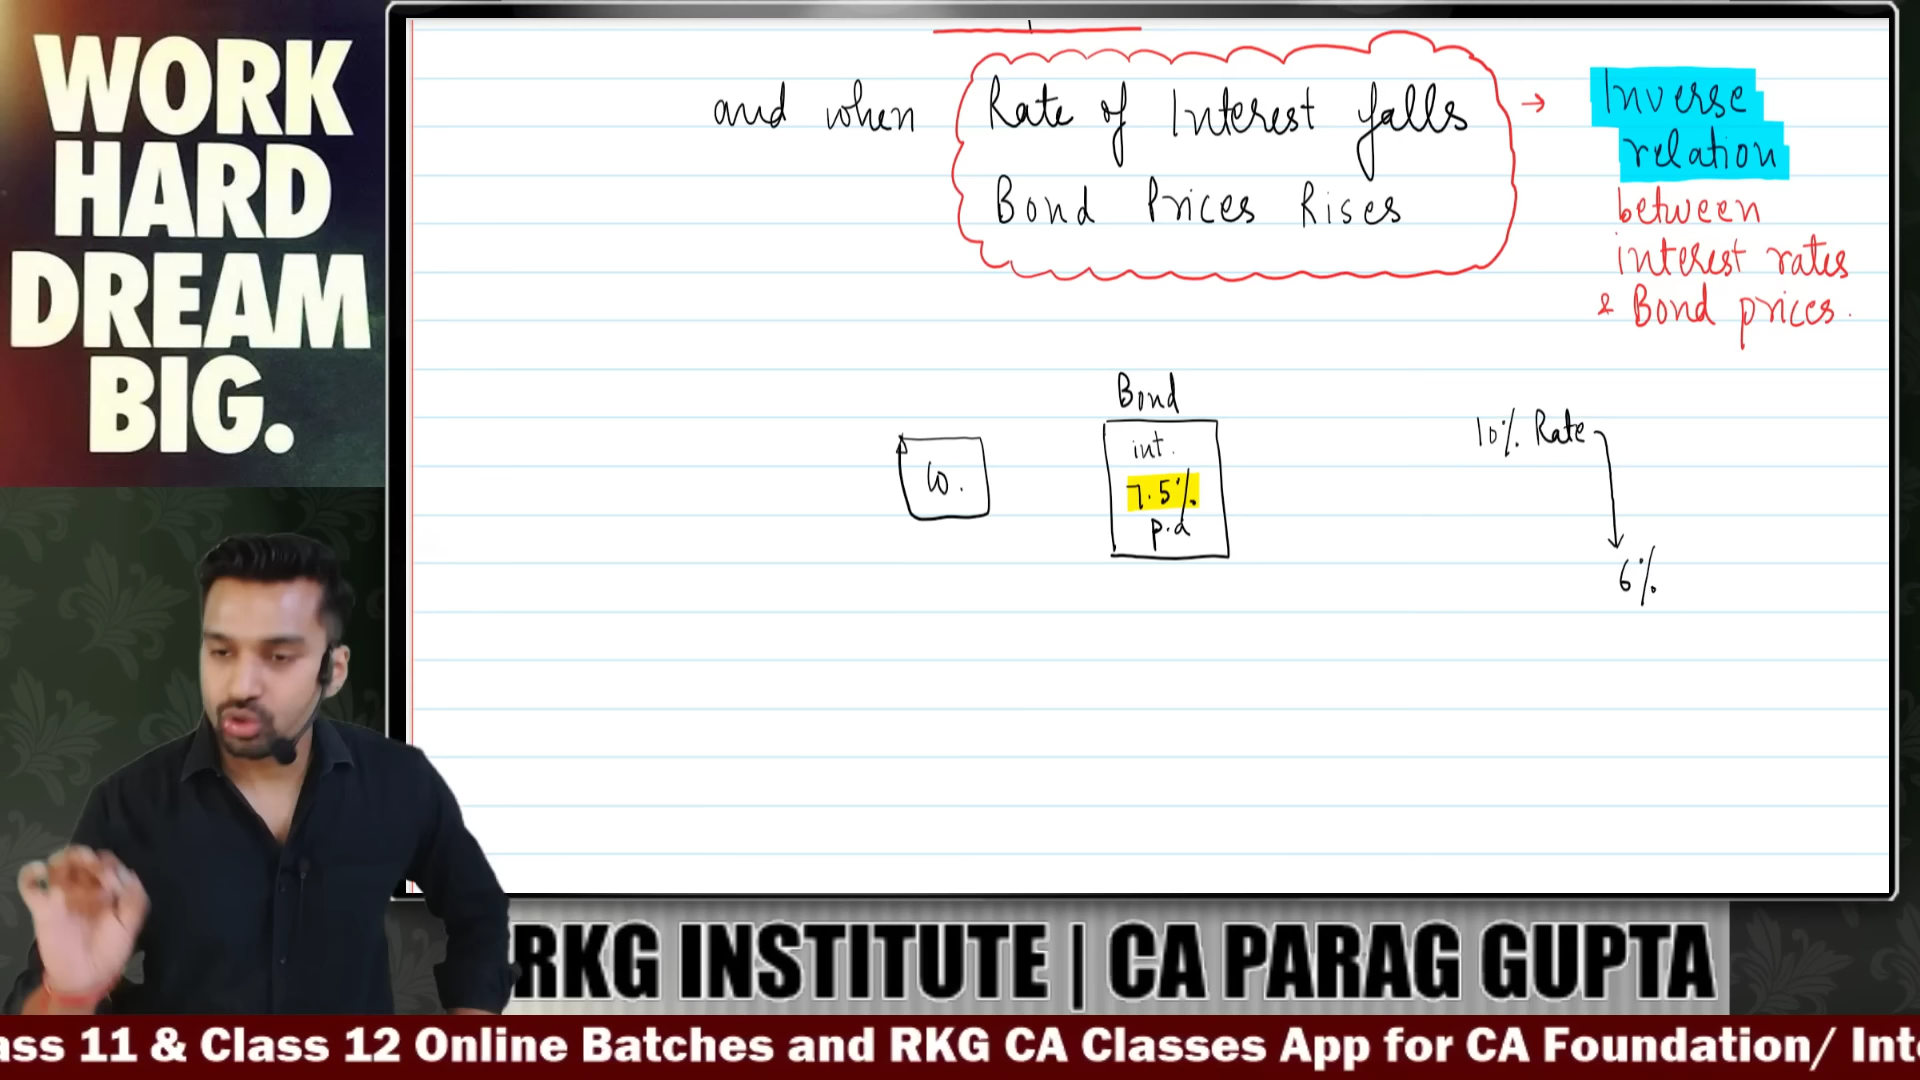 WORK
HARD
DREAM
BIG.
and when Rate of Interest falls
Bond Prices Rises
→ Inverse
relation
between
interest rates
& Bond prices.
Bond
Co.
int.
7.5%
p.a
10% Rate
6%
RKG INSTITUTE | CA PARAG GUPTA
ass 11 & Class 12 Online Batches and RKG CA Classes App for CA Foundation/ Inte